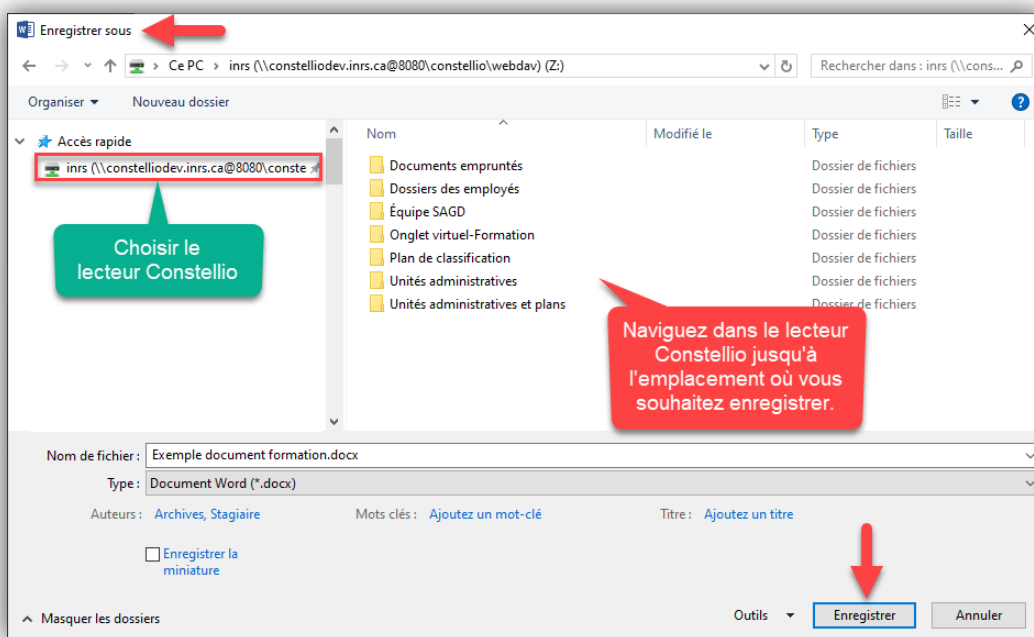 Enregistrer sous
Ce PC > inrs (\\constelliodev.inrs.ca@8080\constellio\webdav) (Z:)
Rechercher dans : inrs (\\cons...
Organiser
Nouveau dossier
Accès rapide
inrs (\\constelliodev.inrs.ca@8080\conste
Choisir le
lecteur Constellio
Nom
Modifié le
Type
Taille
Documents empruntés
Dossier de fichiers
Dossiers des employés
Dossier de fichiers
Équipe SAGD
Dossier de fichiers
Onglet virtuel-Formation
Dossier de fichiers
Plan de classification
Dossier de fichiers
Unités administratives
Dossier de fichiers
Unités administratives et plans
Dossier de fichiers
Naviguez dans le lecteur
Constellio jusqu'à
l'emplacement où vous
souhaitez enregistrer.
Nom de fichier : Exemple document formation.docx
Type : Document Word (*.docx)
Auteurs : Archives, Stagiaire
Mots clés : Ajoutez un mot-clé
Titre : Ajoutez un titre
Enregistrer la
miniature
Masquer les dossiers
Outils
Enregistrer
Annuler